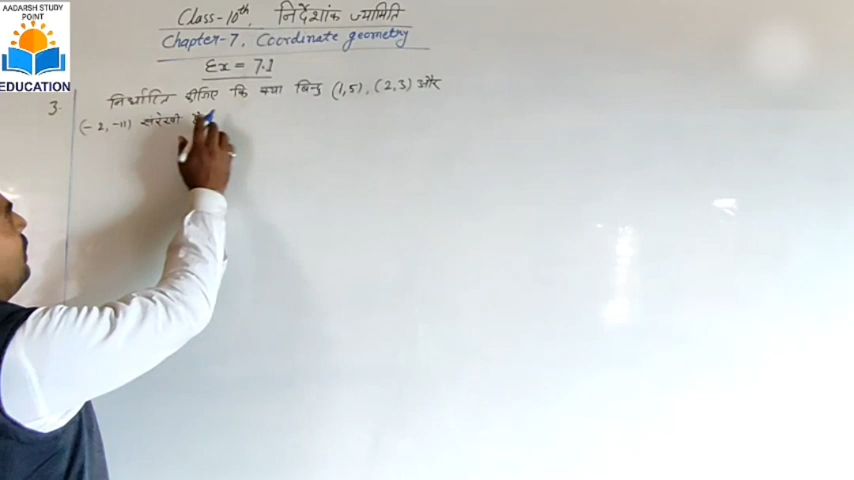 AADARSH STUDY
POINT
EDUCATION
Class-10th, निर्देशांक ज्यामिति
Chapter-7, Coordinate geometry
Ex = 7.1
3. निर्धारित कीजिए कि क्या बिन्दु (1,5), (2,3) और
(-2,-11) संरेखी